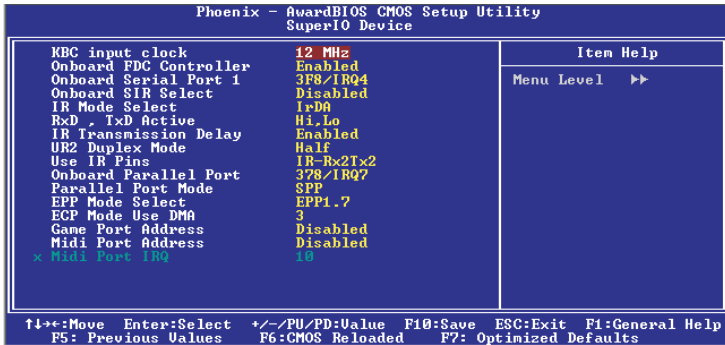 Phoenix - AwardBIOS CMOS Setup Utility
SuperIO Device
KBC input clock 12 MHz
Onboard FDC Controller Enabled
Onboard Serial Port 1 3F8/IRQ4
Onboard SIR Select Disabled
IR Mode Select IrDA
RxD , TxD Active Hi,Lo
IR Transmission Delay Enabled
UR2 Duplex Mode Half
Use IR Pins IR-Rx2Tx2
Onboard Parallel Port 378/IRQ7
Parallel Port Mode SPP
EPP Mode Select EPP1.7
ECP Mode Use DMA 3
Game Port Address Disabled
Midi Port Address Disabled
x Midi Port IRQ 10
Item Help
Menu Level ▶▶
↑↓→←:Move Enter:Select +/-/PU/PD:Value F10:Save ESC:Exit F1:General Help
F5: Previous Values F6:CMOS Reloaded F7: Optimized Defaults